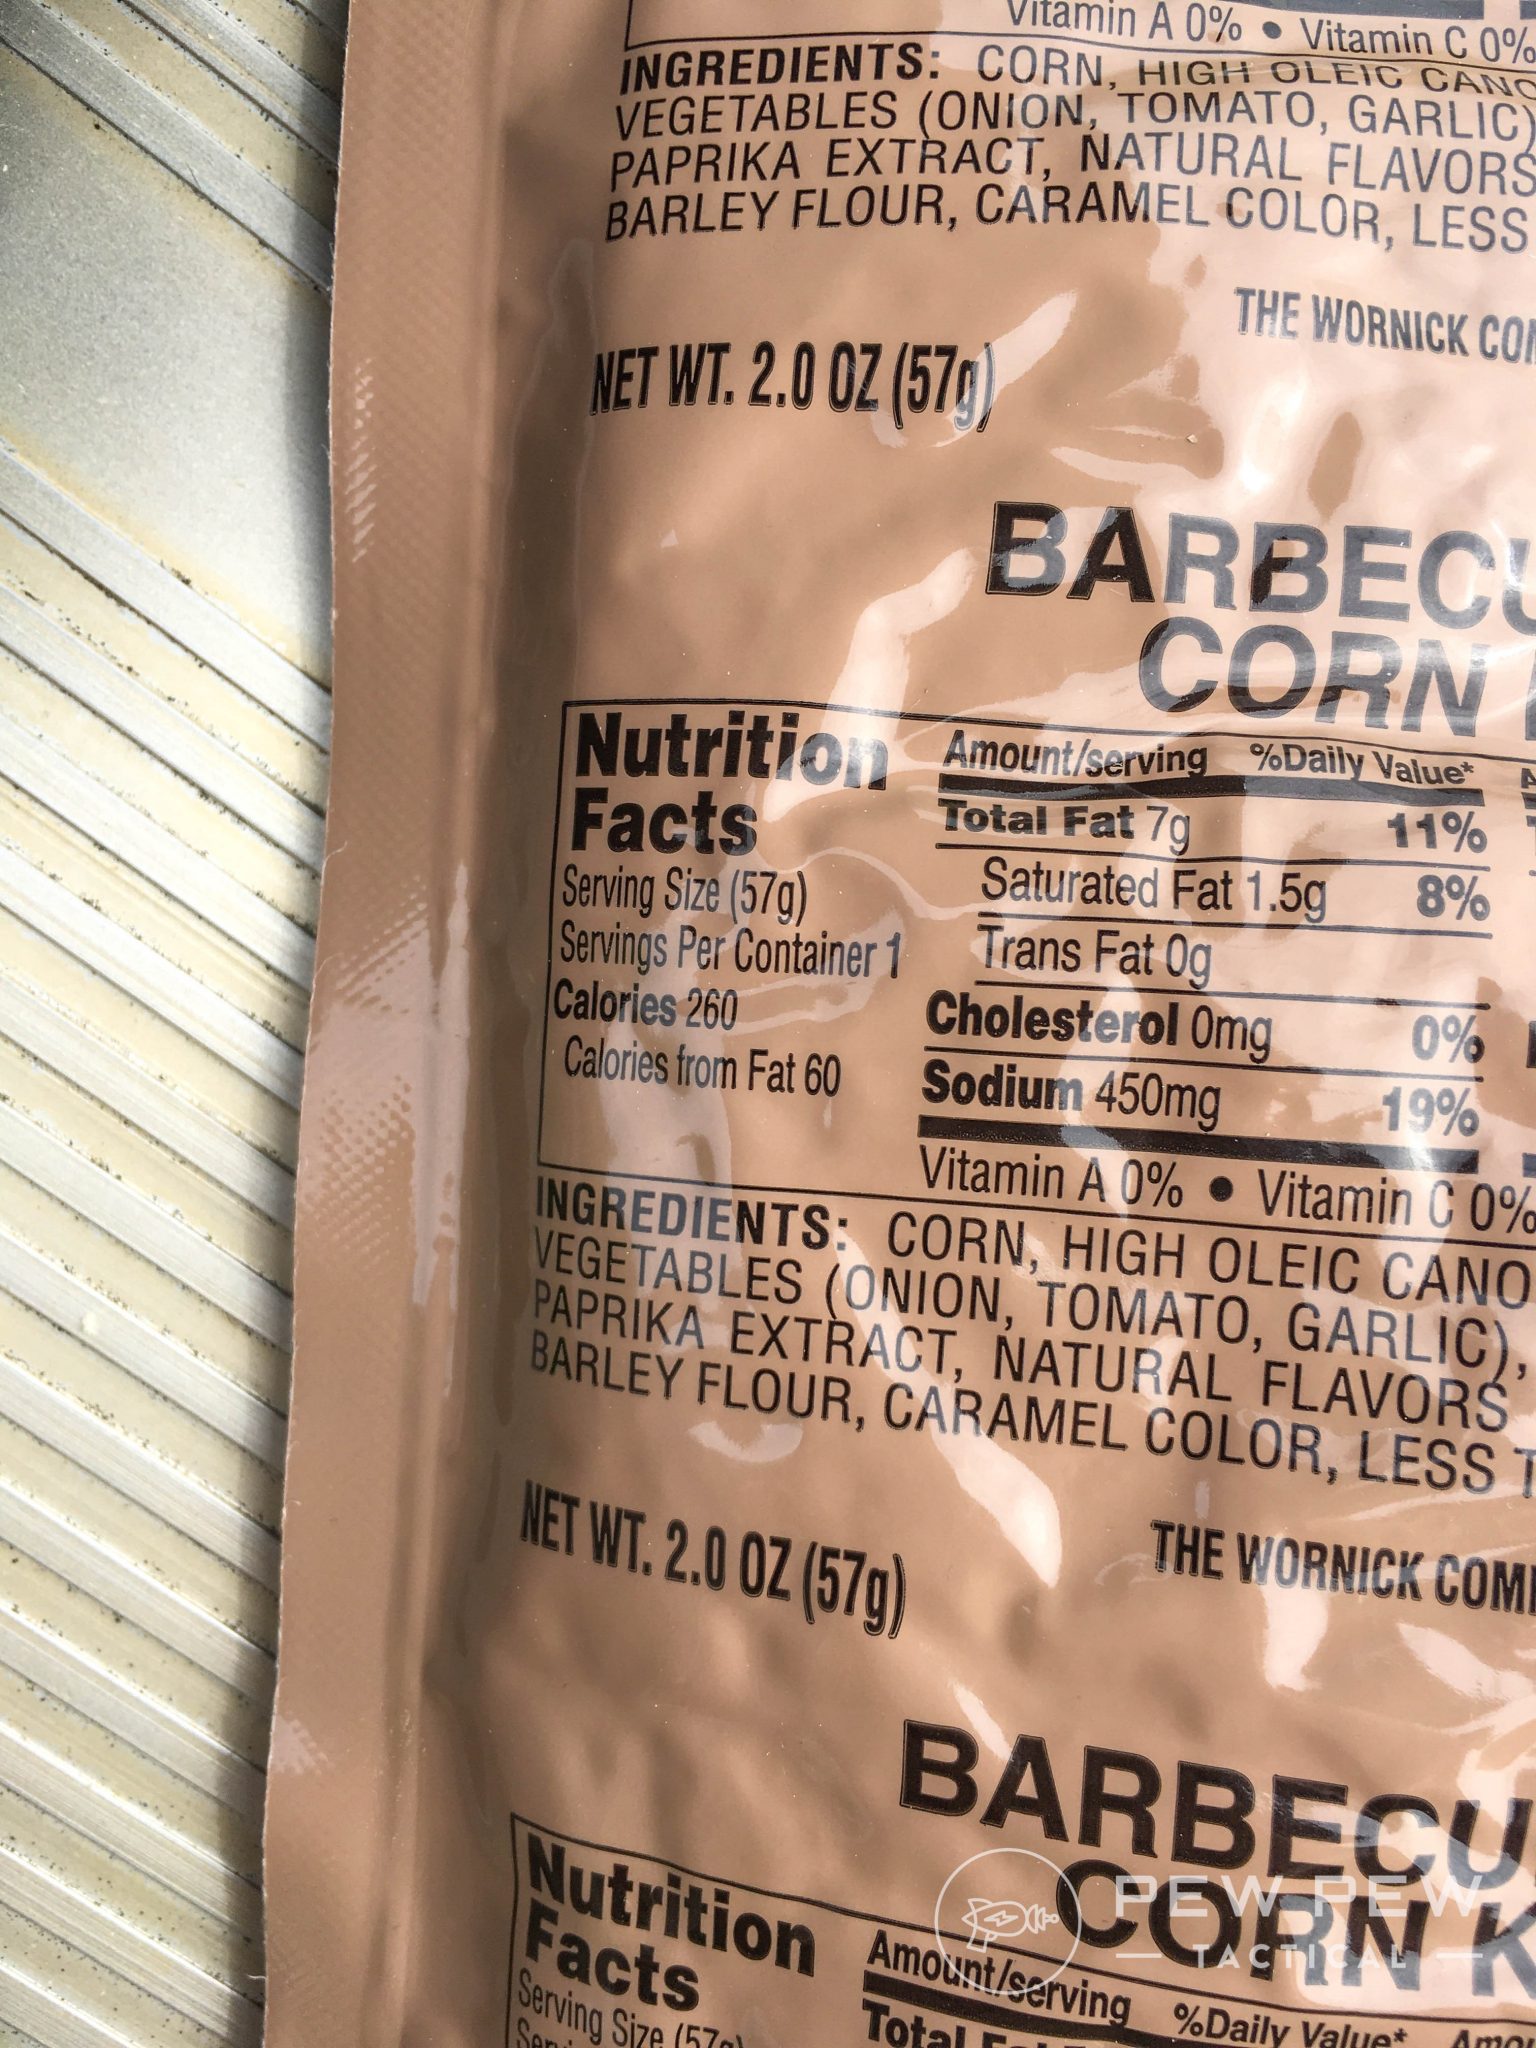 Vitamin A 0% • Vitamin C 0%
INGREDIENTS: CORN, HIGH OLEIC CANO
VEGETABLES (ONION, TOMATO, GARLIC)
PAPRIKA EXTRACT, NATURAL FLAVORS
BARLEY FLOUR, CARAMEL COLOR, LESS
THE WORNICK COM
NET WT. 2.0 OZ (57g)
BARBECU
CORN
Nutrition
Facts
Serving Size (57g)
Servings Per Container 1
Calories 260
Calories from Fat 60
Amount/serving %Daily Value*
Total Fat 7g 11%
Saturated Fat 1.5g 8%
Trans Fat 0g
Cholesterol 0mg 0%
Sodium 450mg 19%
Vitamin A 0% • Vitamin C 0%
INGREDIENTS: CORN, HIGH OLEIC CANO
VEGETABLES (ONION, TOMATO, GARLIC),
PAPRIKA EXTRACT, NATURAL FLAVORS
BARLEY FLOUR, CARAMEL COLOR, LESS T
NET WT. 2.0 OZ (57g)
THE WORNICK COMP
BARBECU
CORN K
PEW PEW
TACTICAL
Nutrition
Facts
Serving Size (57g)
Amount/serving %Daily Value* Amou
Total